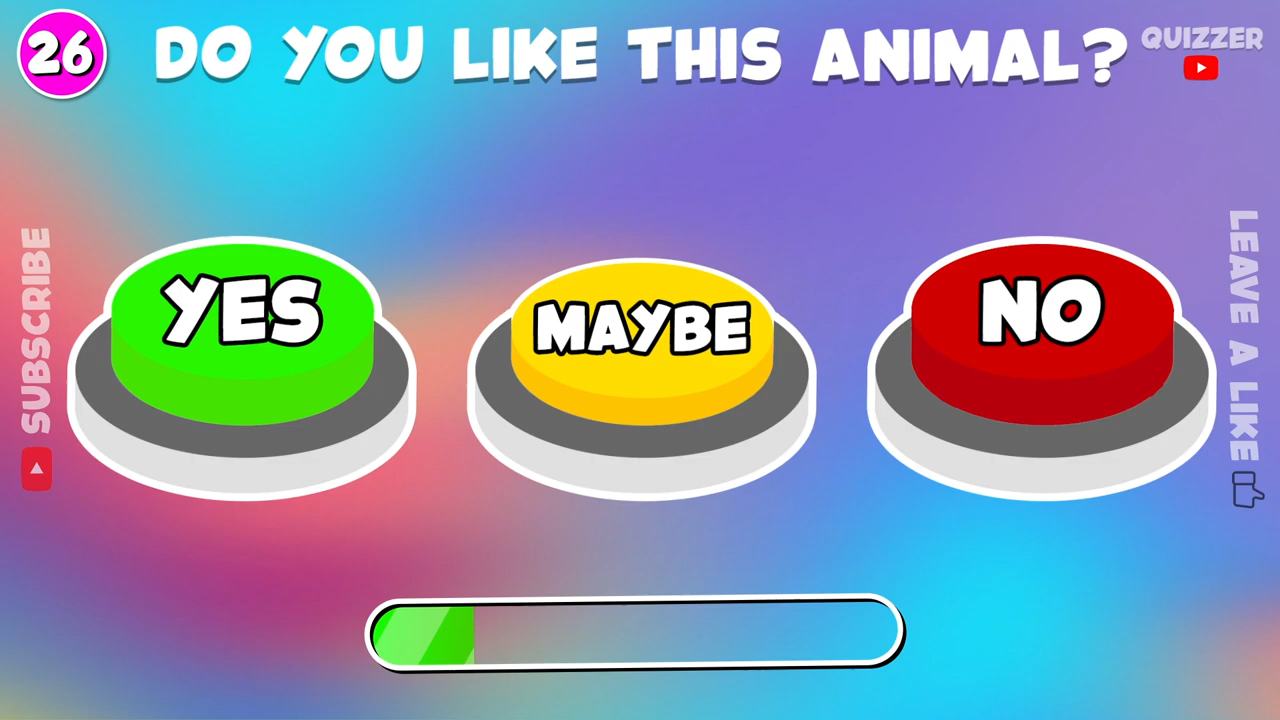 26
DO YOU LIKE THIS ANIMAL?
QUIZZER
SUBSCRIBE
YES
MAYBE
NO
LEAVE A LIKE